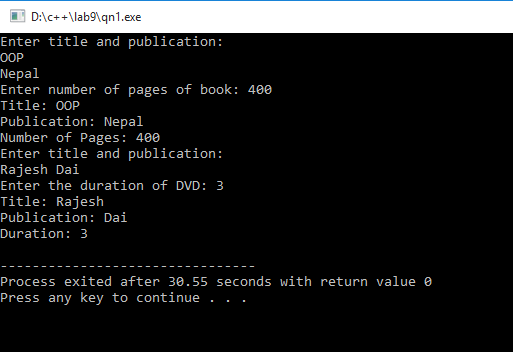 D:\c++\lab9\qn1.exe
Enter title and publication:
OOP
Nepal
Enter number of pages of book: 400
Title: OOP
Publication: Nepal
Number of Pages: 400
Enter title and publication:
Rajesh Dai
Enter the duration of DVD: 3
Title: Rajesh
Publication: Dai
Duration: 3
--------------------------------
Process exited after 30.55 seconds with return value 0
Press any key to continue . . .